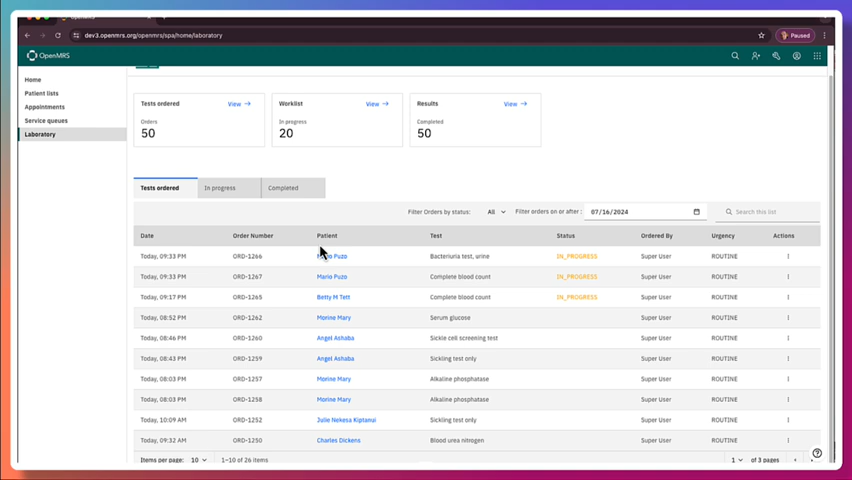 dev3.openmrs.org/openmrs/spa/home/laboratory
Paused
OpenMRS
Home
Patient lists
Appointments
Service queues
Laboratory
Tests ordered View →
Orders
50
Worklist View →
In progress
20
Results View →
Completed
50
Tests ordered In progress Completed
Filter Orders by status: All Filter orders on or after : 07/16/2024 Search this list
Date Order Number Patient Test Status Ordered By Urgency Actions
Today, 09:33 PM ORD-1266 Puzo Bacteriuria test, urine IN_PROGRESS Super User ROUTINE
Today, 09:33 PM ORD-1267 Mario Puzo Complete blood count IN_PROGRESS Super User ROUTINE
Today, 09:17 PM ORD-1265 Betty M Tett Complete blood count IN_PROGRESS Super User ROUTINE
Today, 08:52 PM ORD-1262 Morine Mary Serum glucose Super User ROUTINE
Today, 08:46 PM ORD-1260 Angel Ashaba Sickle cell screening test Super User ROUTINE
Today, 08:43 PM ORD-1259 Angel Ashaba Sickling test only Super User ROUTINE
Today, 08:03 PM ORD-1257 Morine Mary Alkaline phosphatase Super User ROUTINE
Today, 08:03 PM ORD-1258 Morine Mary Alkaline phosphatase Super User ROUTINE
Today, 10:09 AM ORD-1252 Julie Nekesa Kiptanui Sickling test only Super User ROUTINE
Today, 09:32 AM ORD-1250 Charles Dickens Blood urea nitrogen Super User ROUTINE
Items per page: 10 1–10 of 26 items 1 of 3 pages